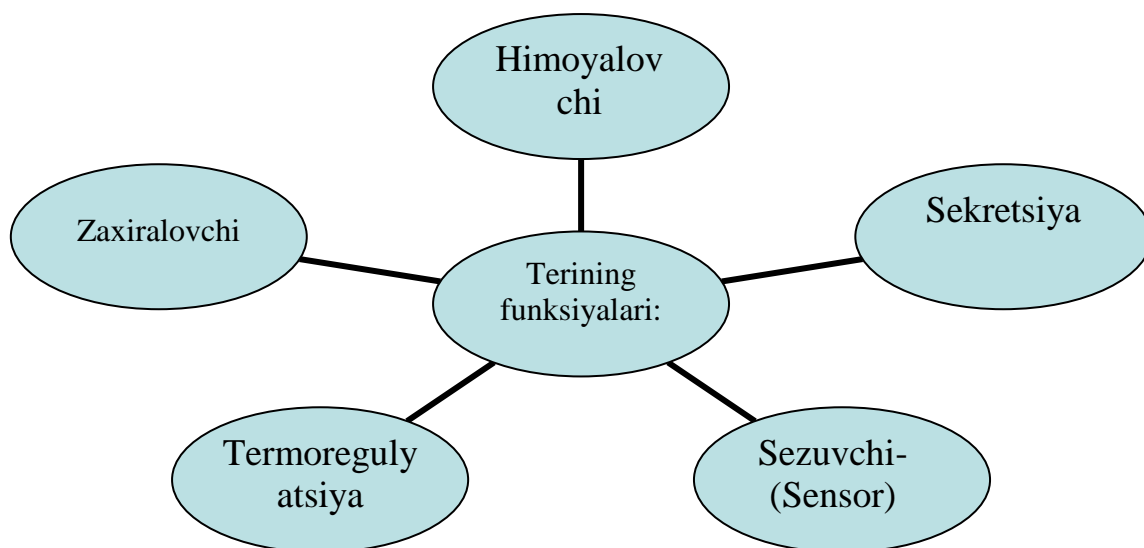 Himoyalov
chi
Zaxiralovchi
Sekretsiya
Terining
funksiyalari:
Termoreguly
atsiya
Sezuvchi-
(Sensor)